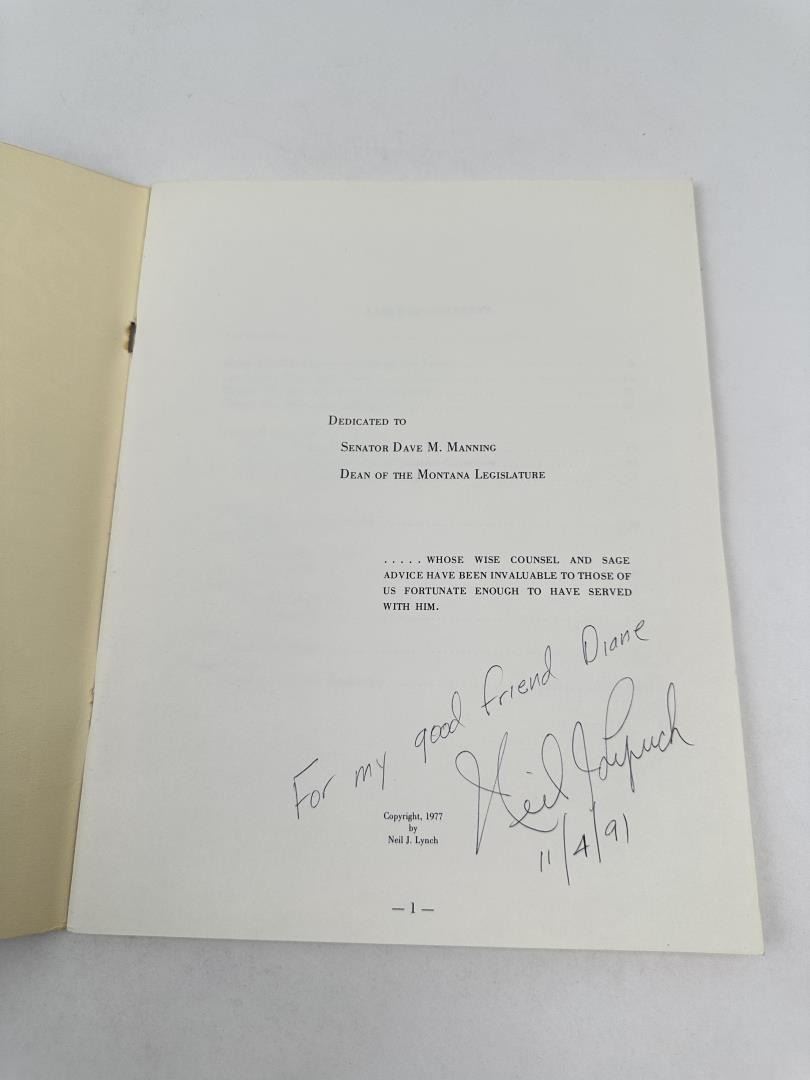 DEDICATED TO
SENATOR DAVE M. MANNING
DEAN OF THE MONTANA LEGISLATURE
. . . . . WHOSE WISE COUNSEL AND SAGE
ADVICE HAVE BEEN INVALUABLE TO THOSE OF
US FORTUNATE ENOUGH TO HAVE SERVED
WITH HIM.
For my good friend Diane
Neil J Lynch
11/4/91
Copyright, 1977
by
Neil J. Lynch
— 1 —